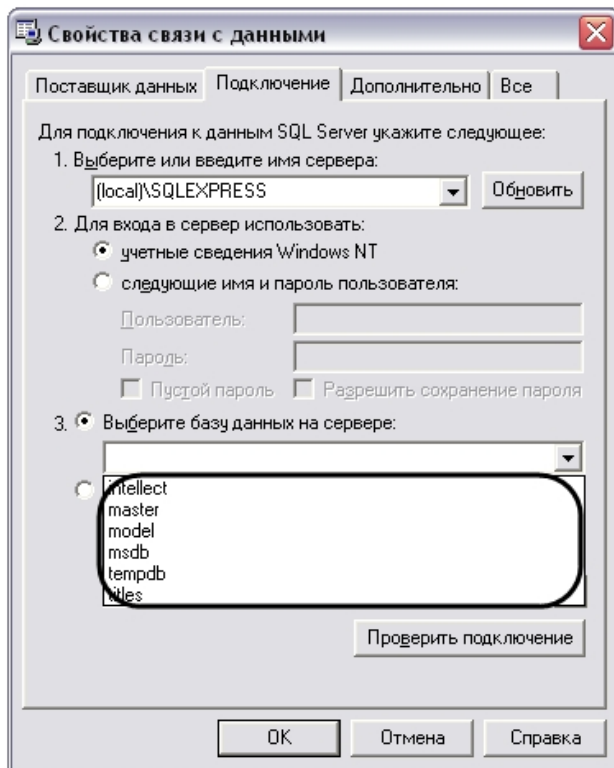 Свойства связи с данными
Поставщик данных Подключение Дополнительно Все
Для подключения к данным SQL Server укажите следующее:
1. Выберите или введите имя сервера:
(local)\SQLEXPRESS Обновить
2. Для входа в сервер использовать:
учетные сведения Windows NT
следующие имя и пароль пользователя:
Пользователь:
Пароль:
Пустой пароль Разрешить сохранение пароля
3. Выберите базу данных на сервере:
intellect
master
model
msdb
tempdb
titles
Проверить подключение
OK Отмена Справка